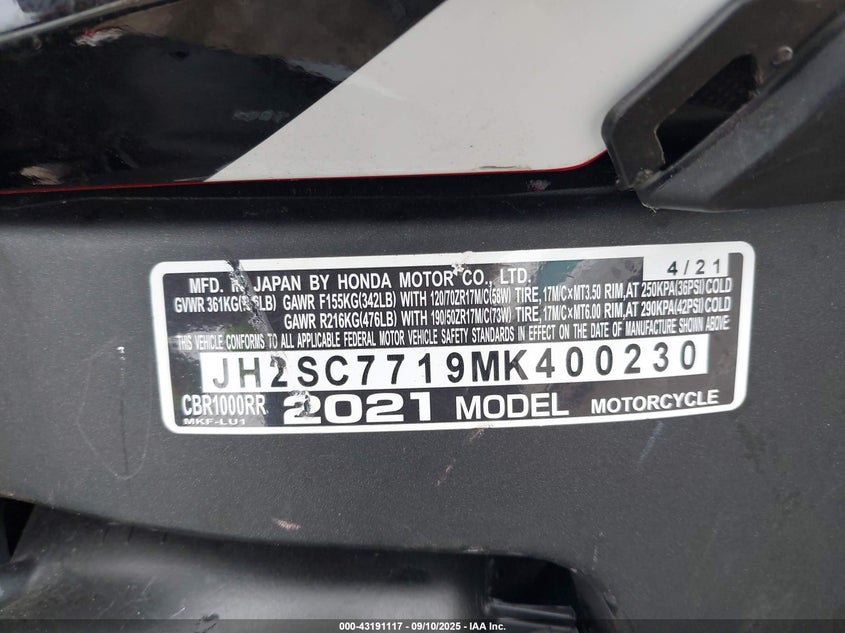 4/21
MFD. IN JAPAN BY HONDA MOTOR CO., LTD.
GVWR 361KG( LB) GAWR F155KG(342LB) WITH 120/70ZR17M/C(58W) TIRE, 17M/C×MT3.50 RIM, AT 250KPA(36PSI)COLD
GAWR R216KG(476LB) WITH 190/50ZR17M/C(73W) TIRE, 17M/C×MT6.00 RIM, AT 290KPA(42PSI)COLD
THIS VEHICLE CONFORMS TO ALL APPLICABLE FEDERAL MOTOR VEHICLE SAFETY STANDARDS IN EFFECT ON THE DATE OF MANUFACTURE SHOWN ABOVE.
JH2SC7719MK400230
CBR1000RR 2021 MODEL MOTORCYCLE
MKF-LU1
000-43191117 - 09/10/2025 - IAA Inc.